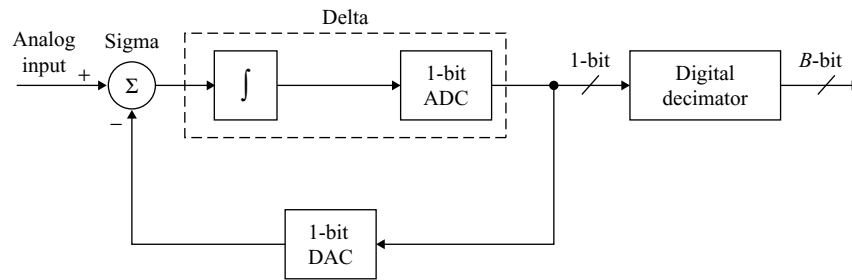 Delta
Analog
input
Sigma
+
Σ
−
∫
1-bit
ADC
1-bit
Digital
decimator
B-bit
1-bit
DAC